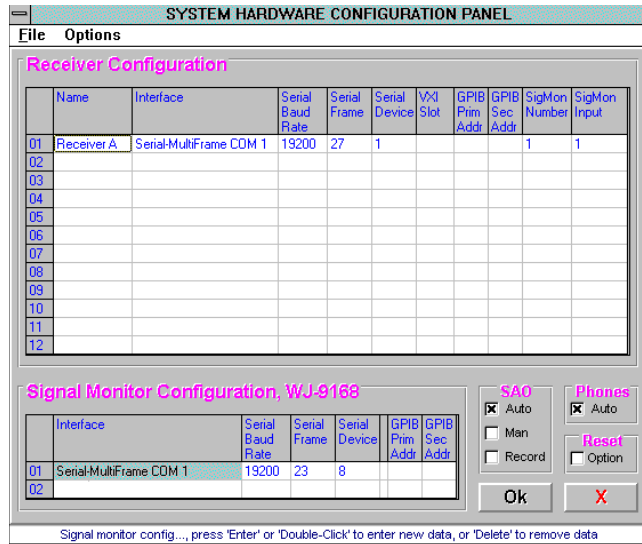 SYSTEM HARDWARE CONFIGURATION PANEL
File Options
Receiver Configuration
Name Interface Serial Baud Rate Serial Frame Serial Device VXI Slot GPIB Prim Addr GPIB Sec Addr SigMon Number SigMon Input
01 Receiver A Serial-MultiFrame COM 1 19200 27 1 1 1
02
03
04
05
06
07
08
09
10
11
12
Signal Monitor Configuration, WJ-9168
Interface Serial Baud Rate Serial Frame Serial Device GPIB Prim Addr GPIB Sec Addr
01 Serial-MultiFrame COM 1 19200 23 8
02
SAO
Auto
Man
Record
Phones
Auto
Reset
Option
Ok X
Signal monitor config..., press 'Enter' or 'Double-Click' to enter new data, or 'Delete' to remove data